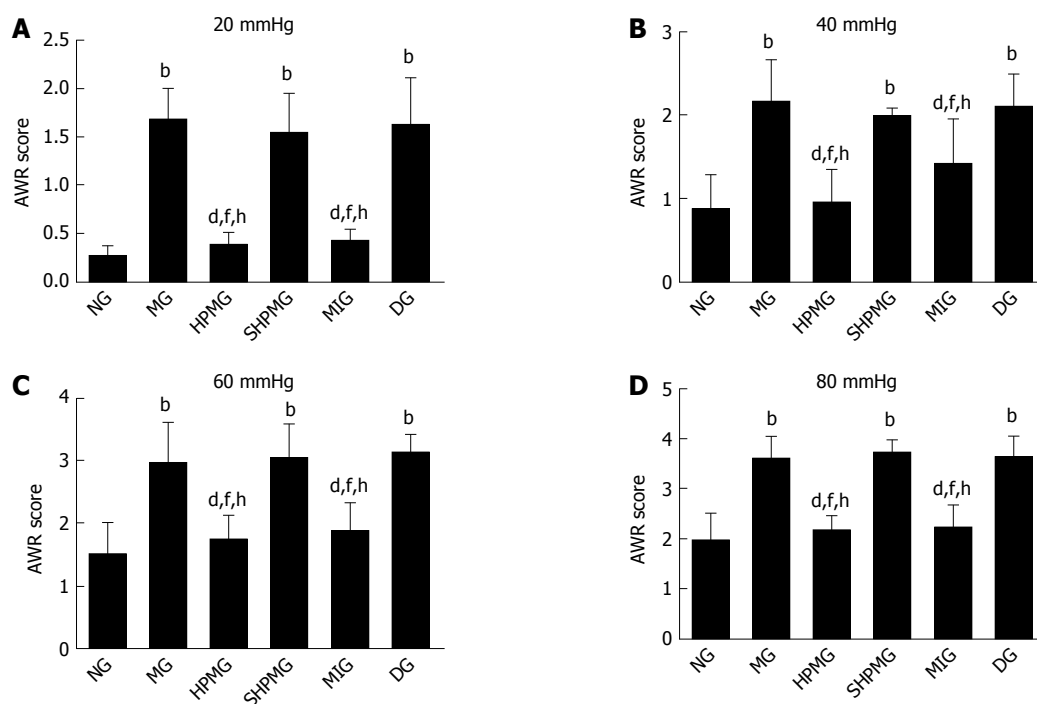 A
20 mmHg
AWR score
2.5
2.0
1.5
1.0
0.5
0.0
b
d,f,h
b
d,f,h
b
NG
MG
HPMG
SHPMG
MIG
DG
B
40 mmHg
AWR score
3
2
1
0
b
d,f,h
b
d,f,h
b
NG
MG
HPMG
SHPMG
MIG
DG
C
60 mmHg
AWR score
4
3
2
1
0
b
d,f,h
b
d,f,h
b
NG
MG
HPMG
SHPMG
MIG
DG
D
80 mmHg
AWR score
5
4
3
2
1
0
b
d,f,h
b
d,f,h
b
NG
MG
HPMG
SHPMG
MIG
DG